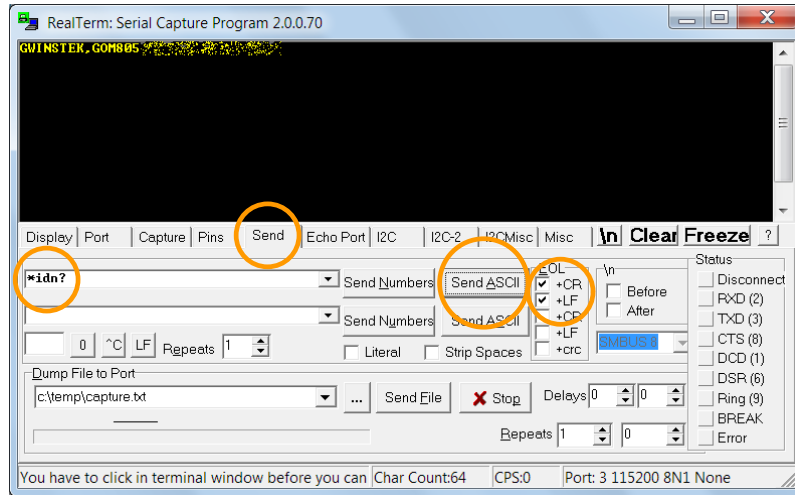 RealTerm: Serial Capture Program 2.0.0.70
GWINSTEK,GOM805
Display Port Capture Pins Send Echo Port I2C I2C-2 I2CMisc Misc \n Clear Freeze ?
Status
EOL \n
*idn? Send Numbers Send ASCII +CR Before Disconnect
+LF After RXD (2)
Send Numbers Send ASCII +CR TXD (3)
0 ^C LF Repeats 1 Literal Strip Spaces +LF SMBUS 8 CTS (8)
+crc DCD (1)
Dump File to Port DSR (6)
c:\temp\capture.txt ... Send File Stop Delays 0 0 Ring (9)
BREAK
Repeats 1 0 Error
You have to click in terminal window before you can Char Count:64 CPS:0 Port: 3 115200 8N1 None